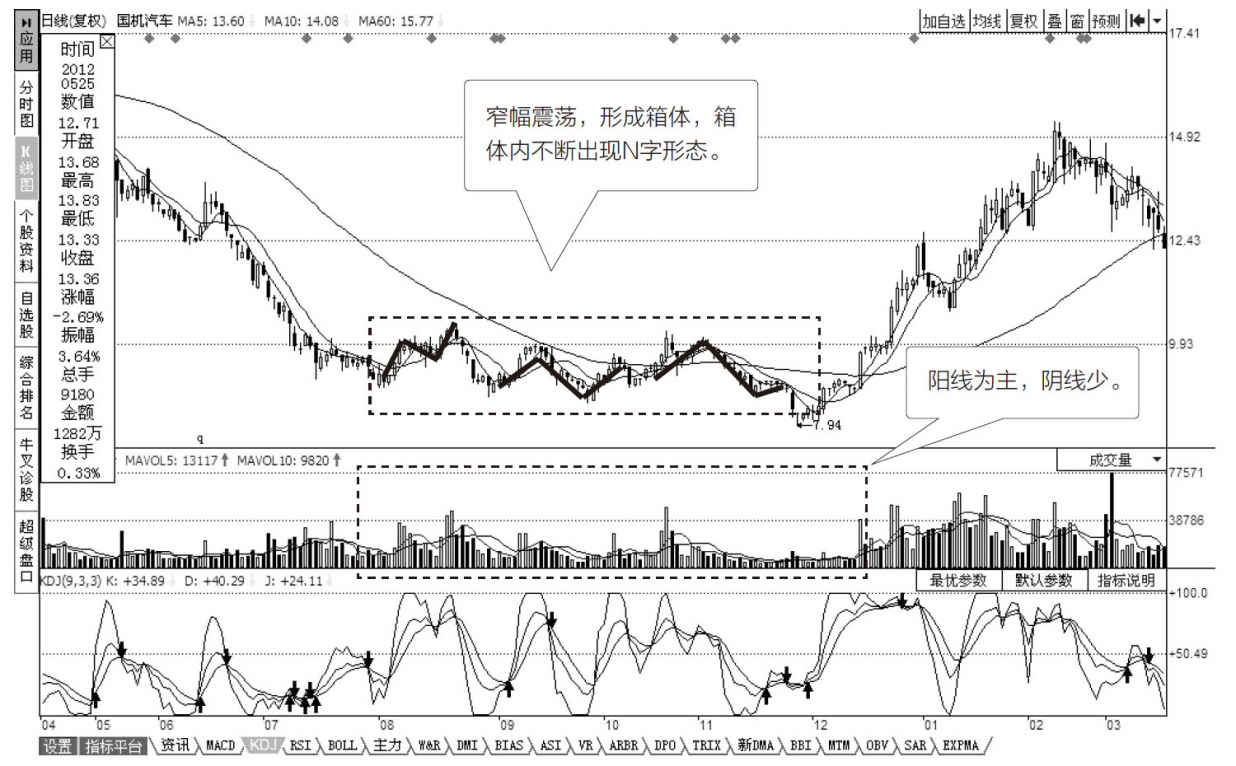 日线(复权) 国机汽车 MA5: 13.60 MA10: 14.08 MA60: 15.77
加自选 均线 复权 叠 窗 预测
应用
分时图
K线图
个股资料
自选股
综合排名
牛叉诊股
超级盘口
时间
2012
0525
数值
12.71
开盘
13.68
最高
13.83
最低
13.33
收盘
13.36
涨幅
-2.69%
振幅
3.64%
总手
9180
金额
1282万
换手
0.33%
窄幅震荡，形成箱体，箱
体内不断出现N字形态。
17.41
14.92
12.43
9.93
阳线为主，阴线少。
7.94
q
MAVOL5: 13117 MAVOL10: 9820
成交量
77571
38786
KDJ(9,3,3) K: +34.89 D: +40.29 J: +24.11
最优参数 默认参数 指标说明
+100.0
+50.49
04 05 06 07 08 09 10 11 12 01 02 03
设置 指标平台 资讯 MACD KDJ RSI BOLL 主力 W&R DMI BIAS ASI VR ARBR DPO TRIX 新DMA BBI MTM OBV SAR EXPMA